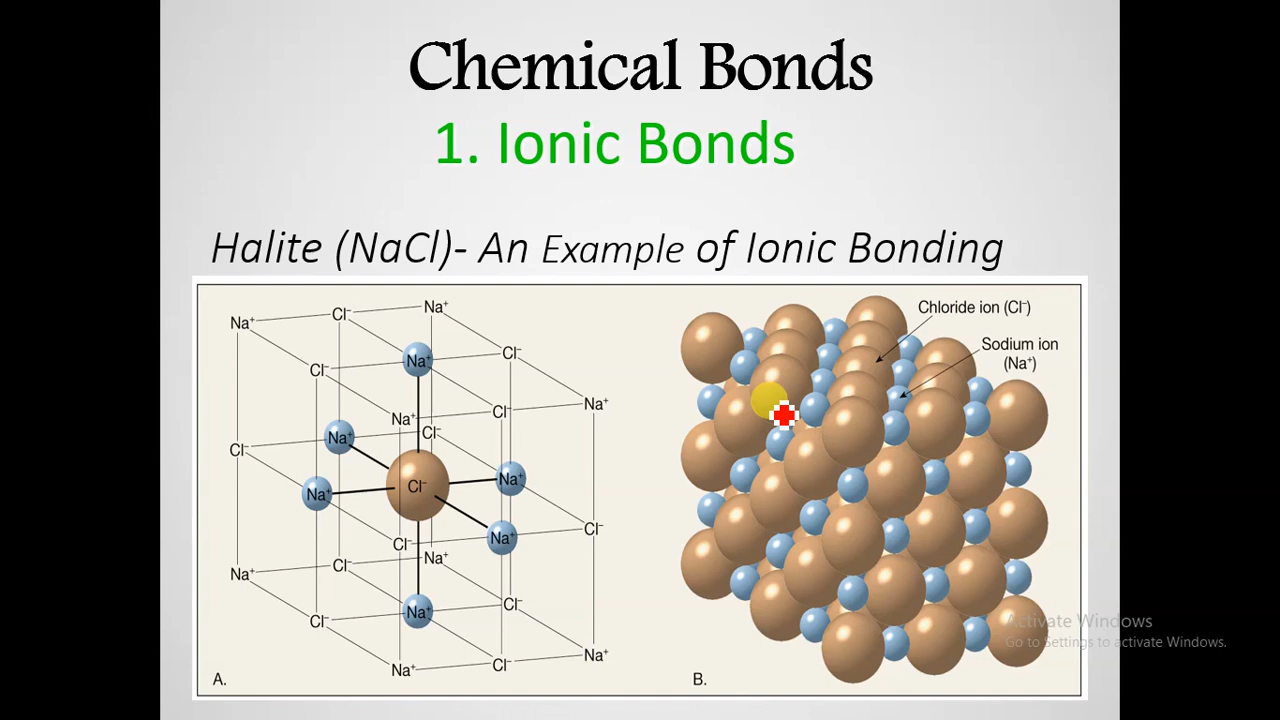 Chemical Bonds
1. Ionic Bonds
Halite (NaCl)- An Example of Ionic Bonding
Na⁺ Cl⁻ Na⁺
Na⁺ Cl⁻
Cl⁻
Na⁺ Cl⁻ Na⁺
Na⁺ Cl⁻
Cl⁻
Na⁺ Cl⁻ Na⁺
Na⁺ Cl⁻
Cl⁻ Na⁺
Na⁺ Cl⁻
Na⁺ Cl⁻
Cl⁻ Na⁺
Na⁺ Cl⁻ Na⁺
A.
Chloride ion (Cl⁻)
Sodium ion
(Na⁺)
B.
Activate Windows
Go to Settings to activate Windows.